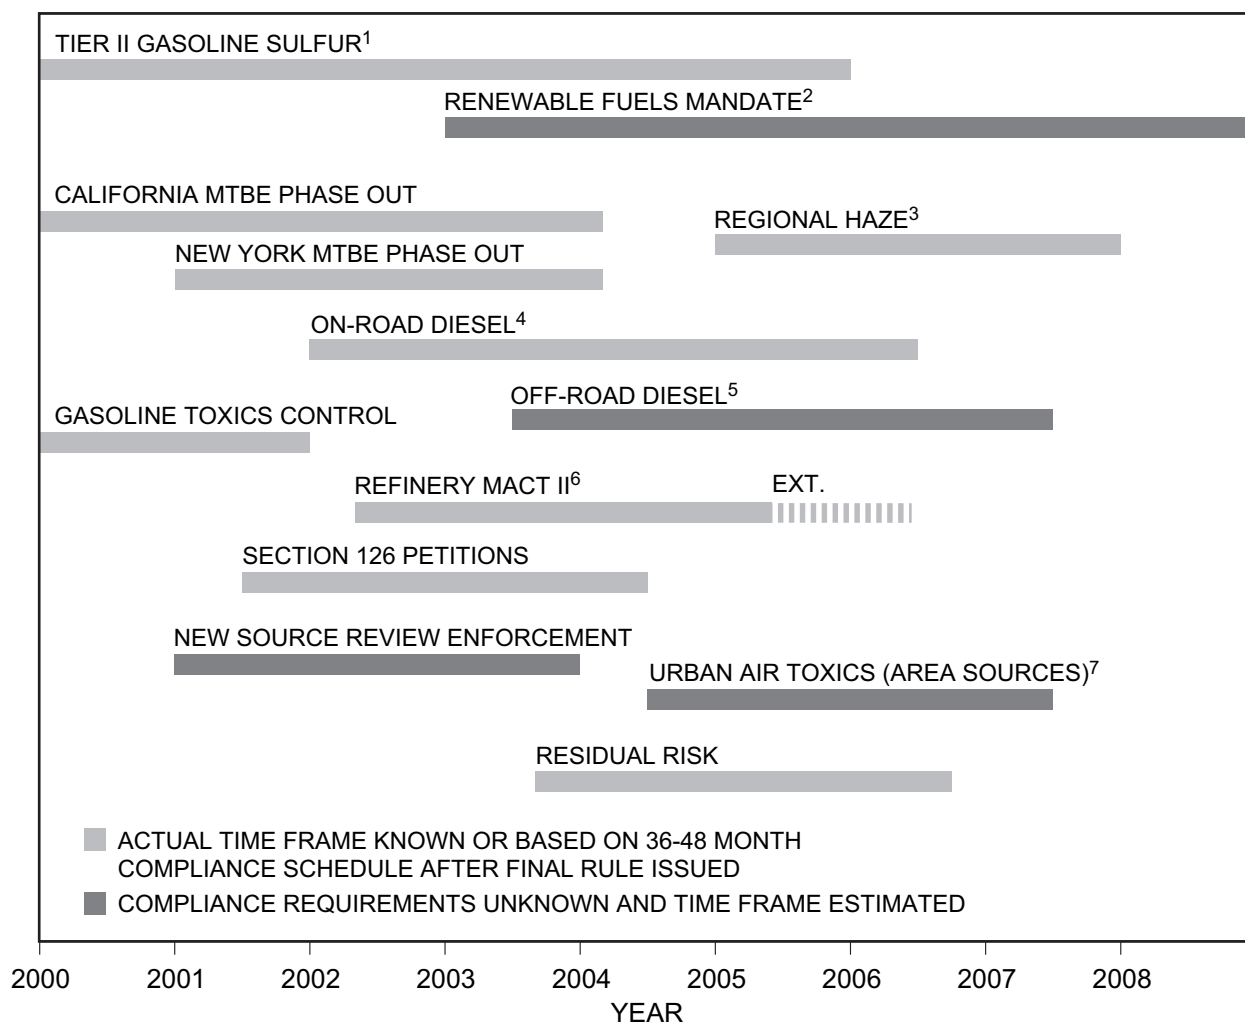 TIER II GASOLINE SULFUR¹
RENEWABLE FUELS MANDATE²
CALIFORNIA MTBE PHASE OUT
REGIONAL HAZE³
NEW YORK MTBE PHASE OUT
ON-ROAD DIESEL⁴
OFF-ROAD DIESEL⁵
GASOLINE TOXICS CONTROL
REFINERY MACT II⁶
EXT.
SECTION 126 PETITIONS
NEW SOURCE REVIEW ENFORCEMENT
URBAN AIR TOXICS (AREA SOURCES)⁷
RESIDUAL RISK
ACTUAL TIME FRAME KNOWN OR BASED ON 36-48 MONTH
COMPLIANCE SCHEDULE AFTER FINAL RULE ISSUED
COMPLIANCE REQUIREMENTS UNKNOWN AND TIME FRAME ESTIMATED
2000 2001 2002 2003 2004 2005 2006 2007 2008
YEAR